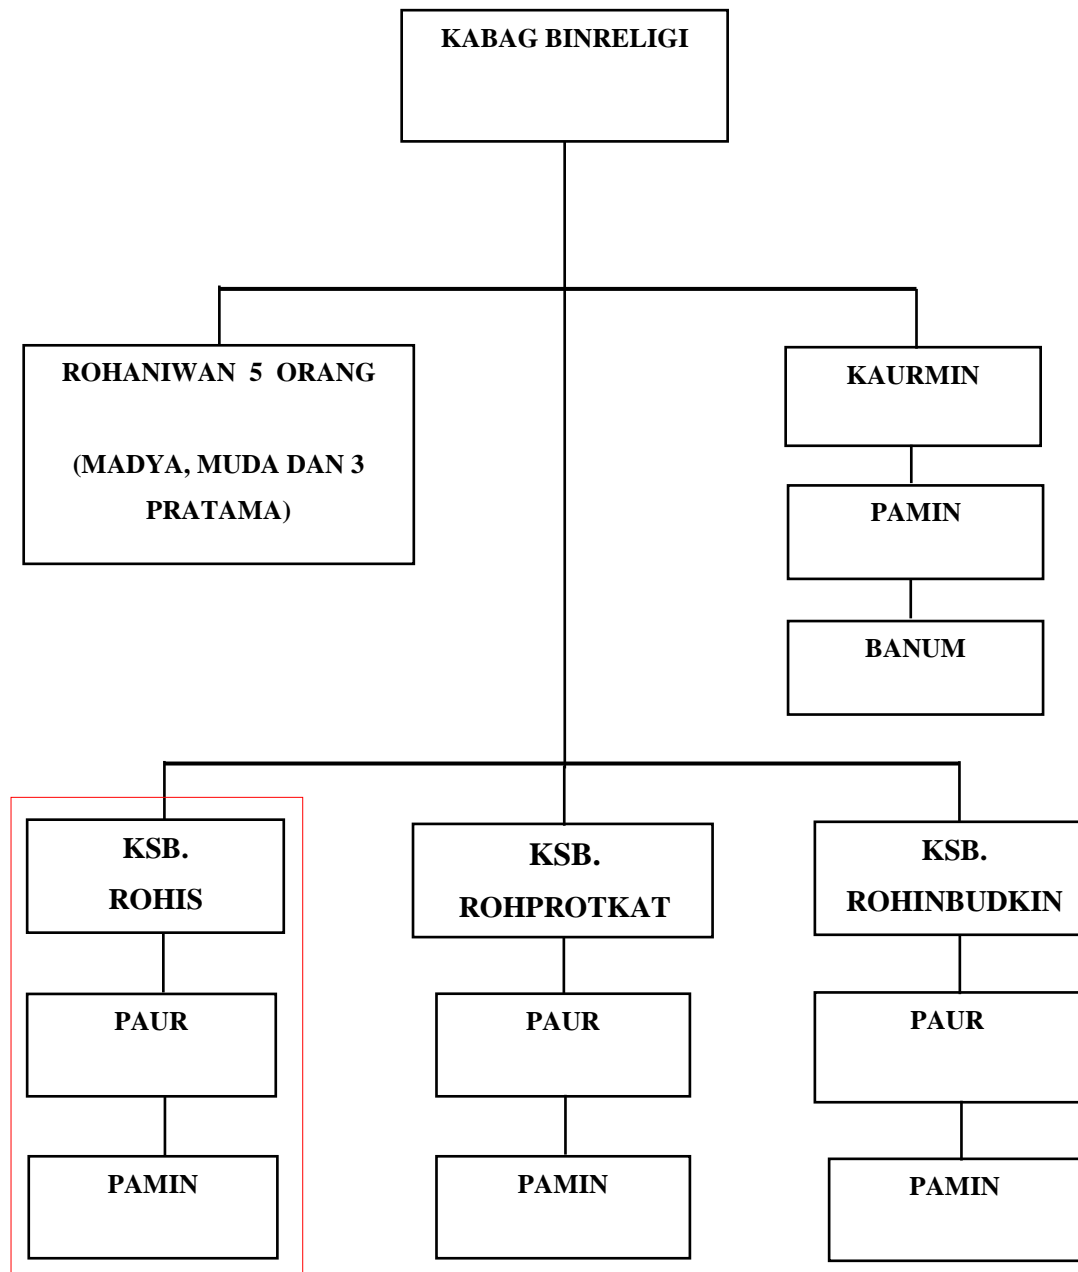 KABAG BINRELIGI
ROHANIWAN 5 ORANG
(MADYA, MUDA DAN 3
PRATAMA)
KAURMIN
PAMIN
BANUM
KSB.
ROHIS
PAUR
PAMIN
KSB.
ROHPROTKAT
PAUR
PAMIN
KSB.
ROHINBUDKIN
PAUR
PAMIN